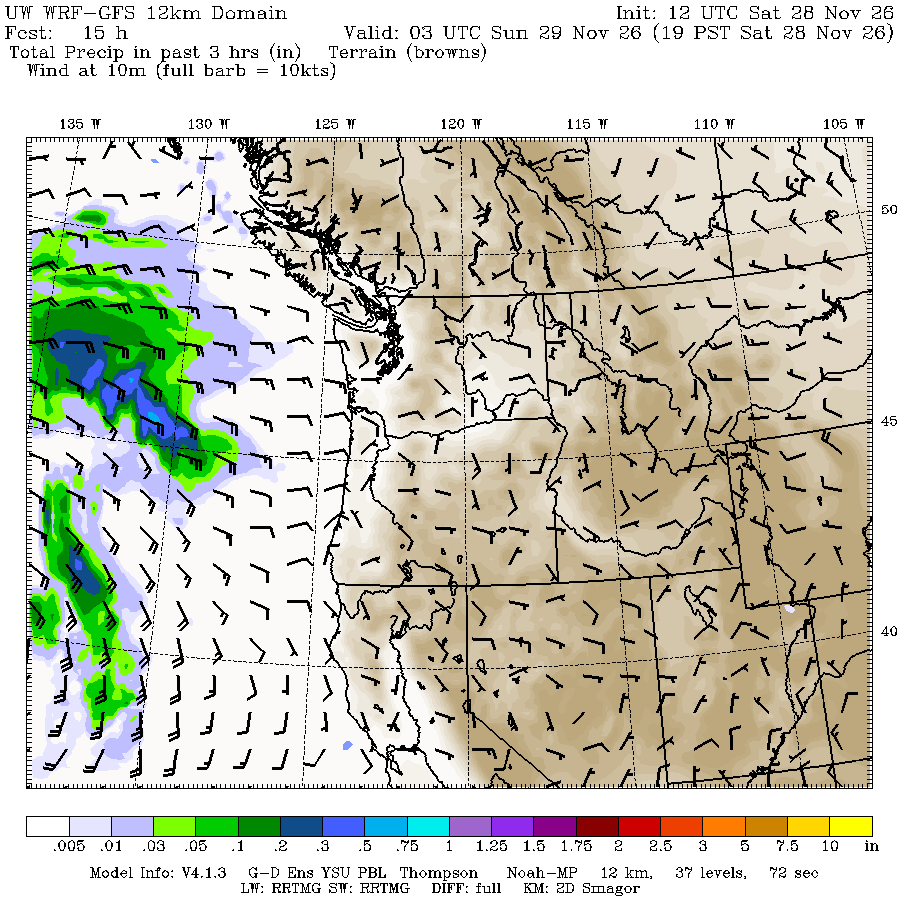 UW WRF-GFS 12km Domain Init: 12 UTC Sat 28 Nov 26
Fcst: 15 h Valid: 03 UTC Sun 29 Nov 26 (19 PST Sat 28 Nov 26)
Total Precip in past 3 hrs (in) Terrain (browns)
Wind at 10m (full barb = 10kts)
135 W 130 W 125 W 120 W 115 W 110 W 105 W
50
45
40
.005 .01 .03 .05 .1 .2 .3 .5 .75 1 1.25 1.5 1.75 2 2.5 3 5 7.5 10 in
Model Info: V4.1.3 G-D Ens YSU PBL Thompson Noah-MP 12 km, 37 levels, 72 sec
LW: RRTMG SW: RRTMG DIFF: full KM: 2D Smagor